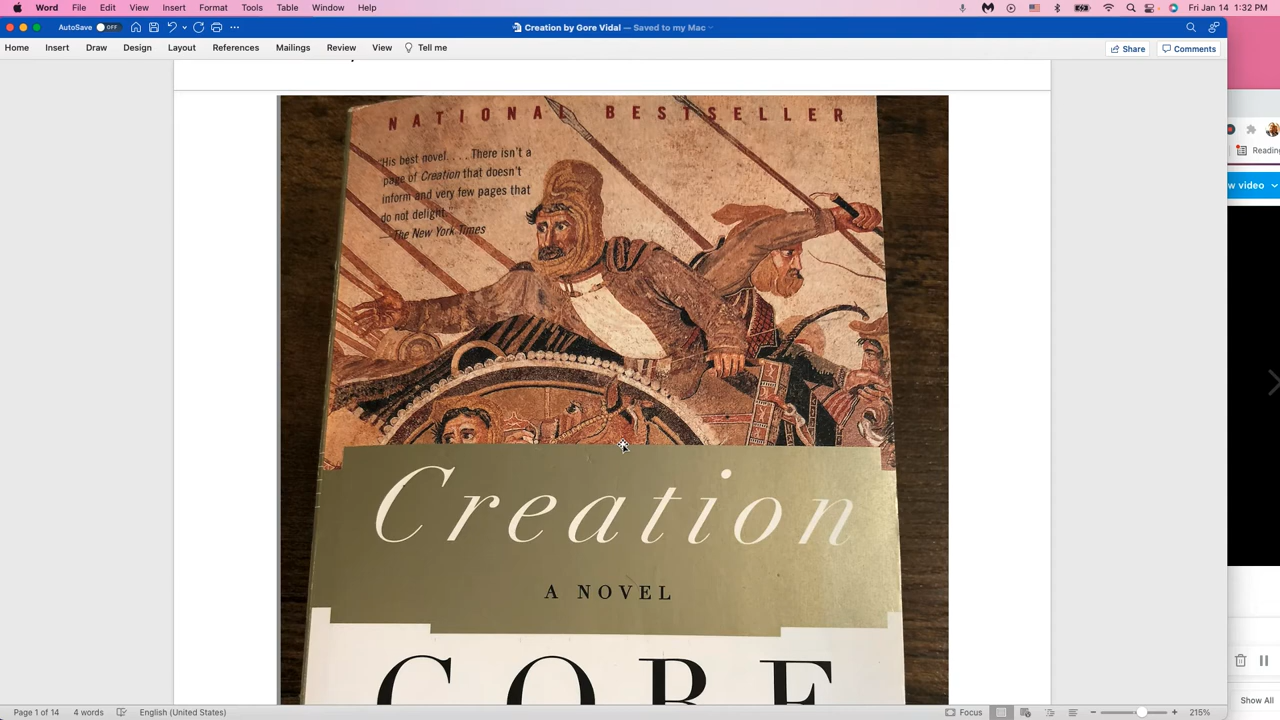 Word File Edit View Insert Format Tools Table Window Help Fri Jan 14 1:32 PM
AutoSave OFF Creation by Gore Vidal — Saved to my Mac
Home Insert Draw Design Layout References Mailings Review View Tell me Share Comments
NATIONAL BESTSELLER
"His best novel. . . . There isn't a
page of Creation that doesn't
inform and very few pages that
do not delight."
—The New York Times
Creation
A NOVEL
GORE
Reading
w video
Show All
Page 1 of 14 4 words English (United States) Focus 215%